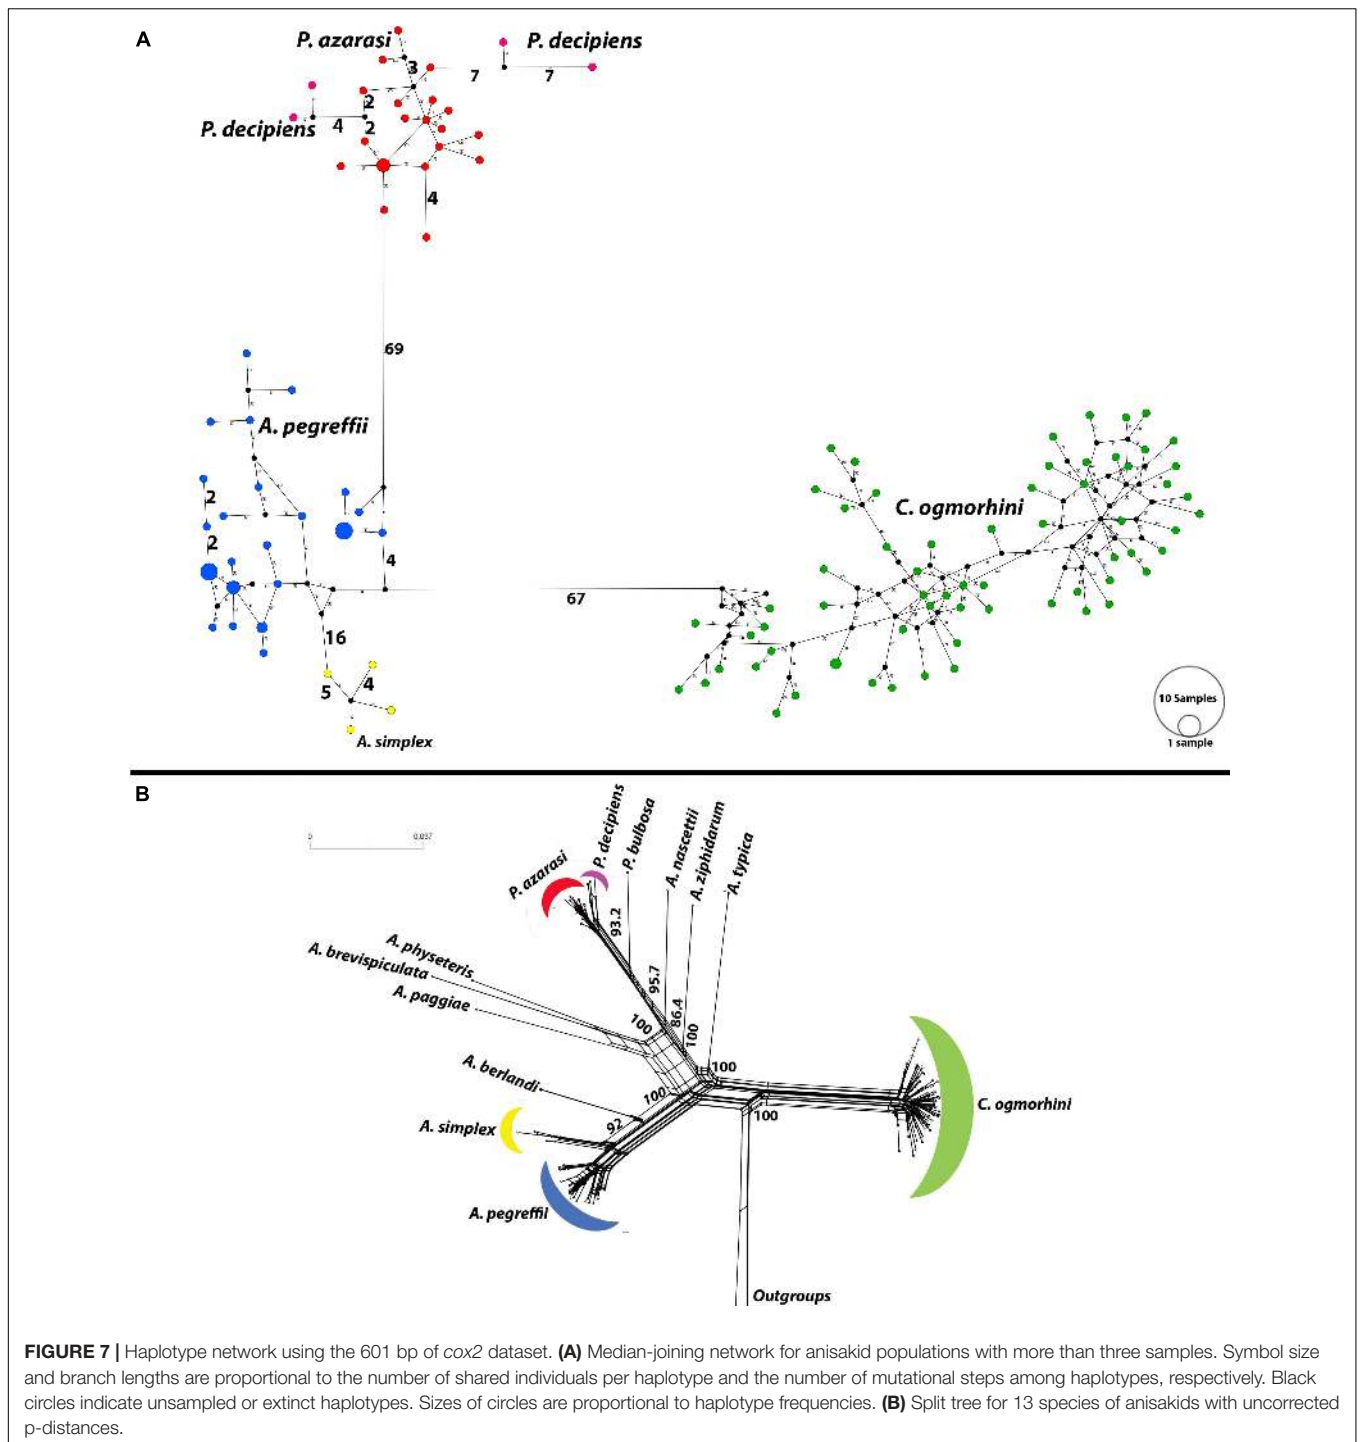 A
P. azarasi
P. decipiens
3
7
7
2
P. decipiens
4
2
4
69
A. pegreffii
2
C. ogmorhini
2
4
67
16
5
4
10 Samples
A. simplex
1 sample
B
P. decipiens
P. bulbosa
A. nascettii
A. ziphidarum
A. typica
0
0.037
P. azarasi
93.2
A. physeteris
A. brevispiculata
95.7
A. paggiae
86.4
100
100
A. berlandi
100
100
C. ogmorhini
A. simplex
92
100
A. pegreffii
Outgroups
FIGURE 7 | Haplotype network using the 601 bp of cox2 dataset. (A) Median-joining network for anisakid populations with more than three samples. Symbol size
and branch lengths are proportional to the number of shared individuals per haplotype and the number of mutational steps among haplotypes, respectively. Black
circles indicate unsampled or extinct haplotypes. Sizes of circles are proportional to haplotype frequencies. (B) Split tree for 13 species of anisakids with uncorrected
p-distances.